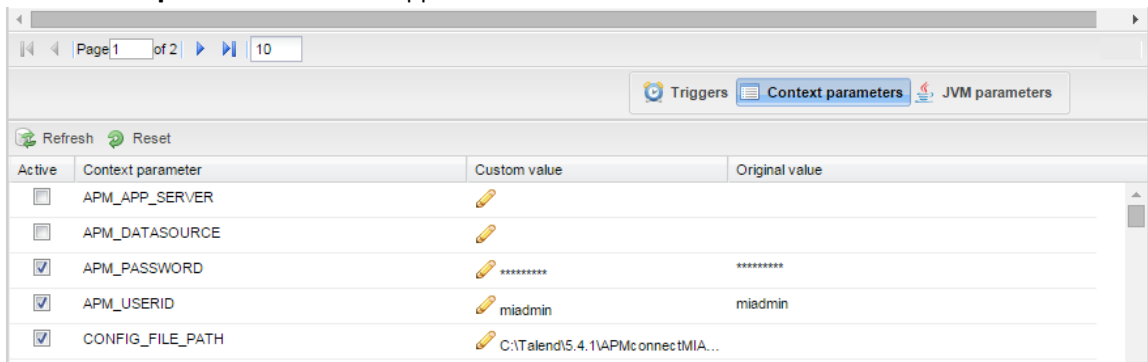 Page 1 of 2 10
Triggers Context parameters JVM parameters
Refresh Reset
Active Context parameter Custom value Original value
APM_APP_SERVER
APM_DATASOURCE
APM_PASSWORD ********* *********
APM_USERID miadmin miadmin
CONFIG_FILE_PATH C:\Talend\5.4.1\APMconnectMIA...